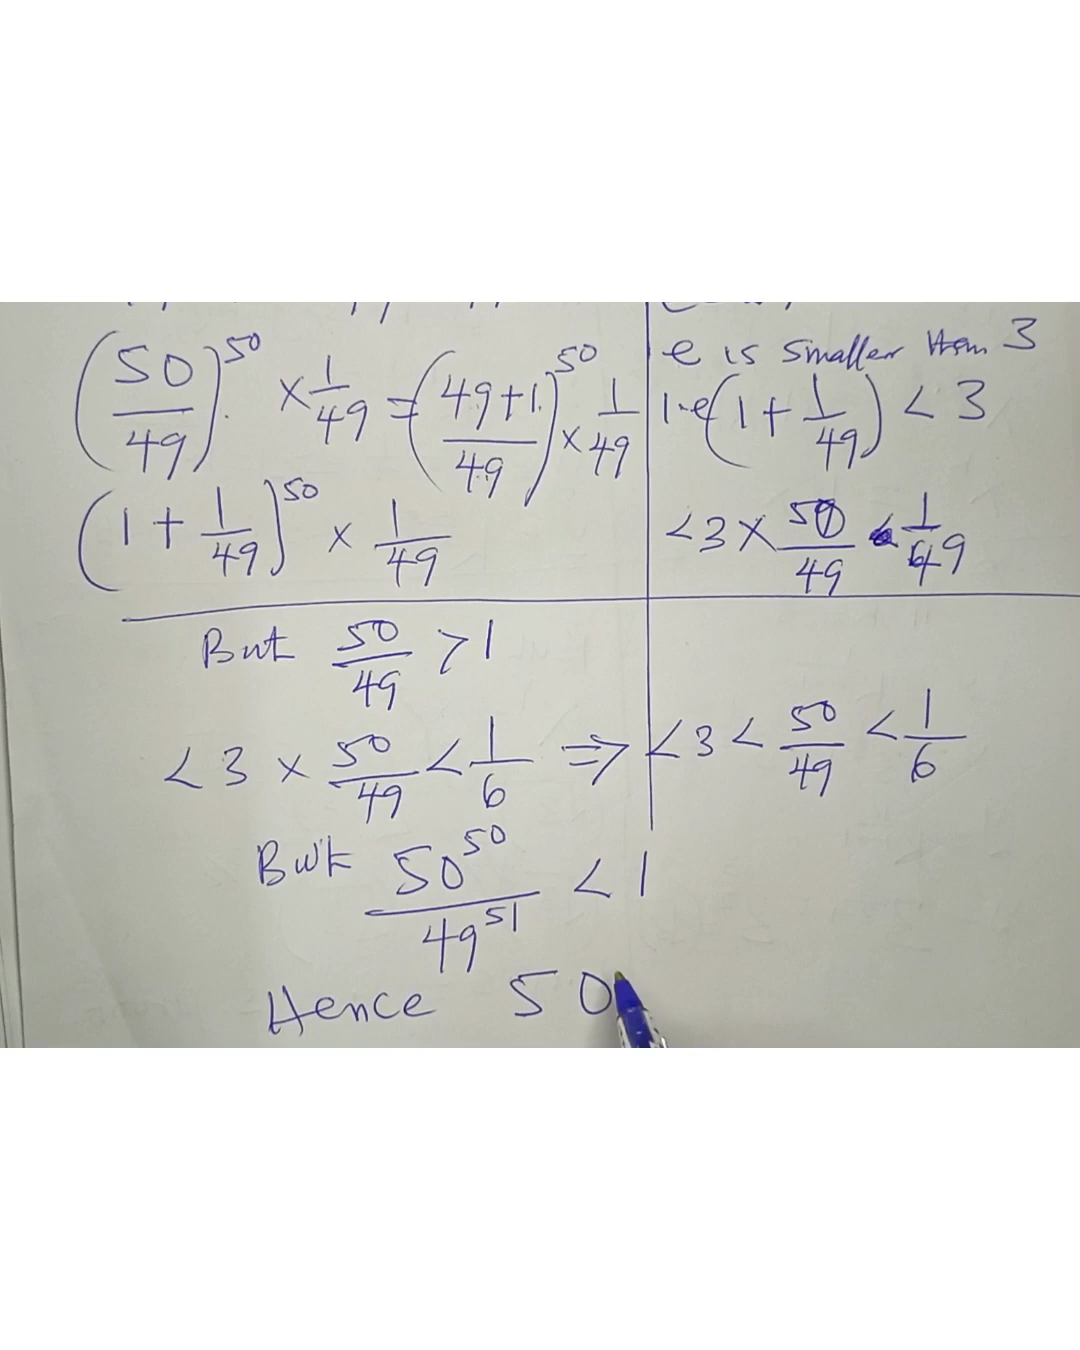 (50/49)^50 × 1/49 = (49+1/49)^50 × 1/49
(1 + 1/49)^50 × 1/49
e is smaller than 3
i.e (1 + 1/49) < 3
<3 × 50/49
But 50/49 > 1
<3 × 50/49 < 1/6 ⇒ <3 < 50/49 < 1/6
But 50^50/49^51 < 1
Hence 50